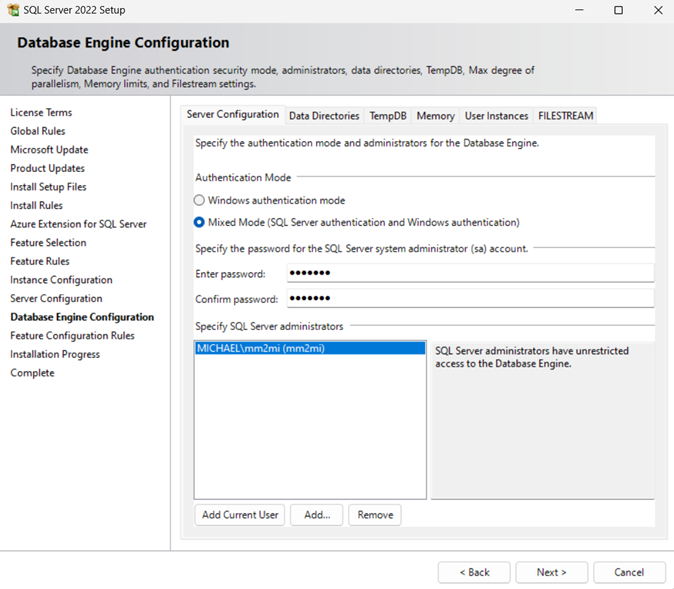 SQL Server 2022 Setup
Database Engine Configuration
Specify Database Engine authentication security mode, administrators, data directories, TempDB, Max degree of
parallelism, Memory limits, and Filestream settings.
License Terms
Global Rules
Microsoft Update
Product Updates
Install Setup Files
Install Rules
Azure Extension for SQL Server
Feature Selection
Feature Rules
Instance Configuration
Server Configuration
Database Engine Configuration
Feature Configuration Rules
Installation Progress
Complete
Server Configuration Data Directories TempDB Memory User Instances FILESTREAM
Specify the authentication mode and administrators for the Database Engine.
Authentication Mode
Windows authentication mode
Mixed Mode (SQL Server authentication and Windows authentication)
Specify the password for the SQL Server system administrator (sa) account.
Enter password: ●●●●●●●
Confirm password: ●●●●●●●
Specify SQL Server administrators
MICHAEL\mm2mi (mm2mi)
SQL Server administrators have unrestricted
access to the Database Engine.
Add Current User Add... Remove
< Back Next > Cancel